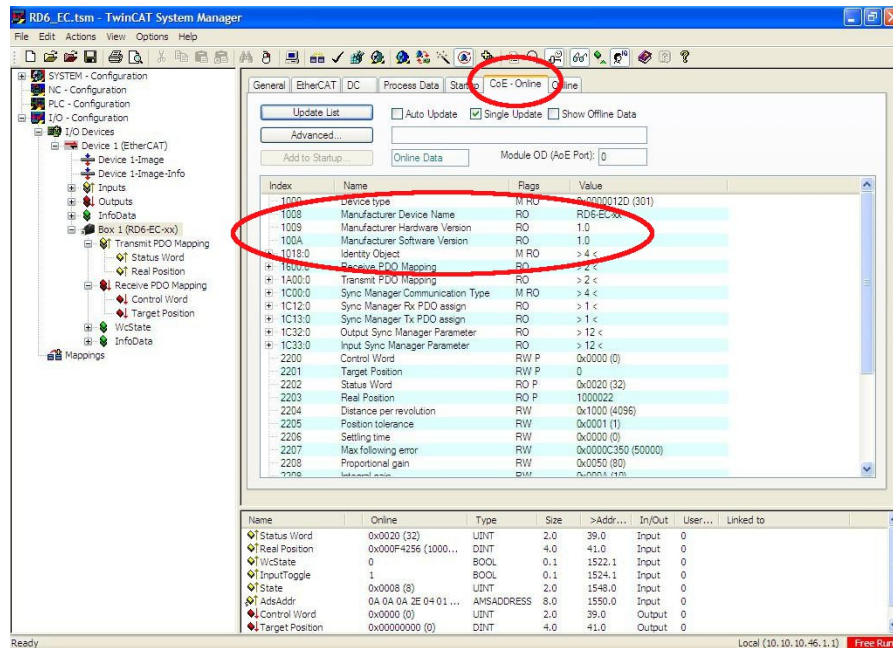 RD6_EC.tsm - TwinCAT System Manager
File Edit Actions View Options Help
SYSTEM - Configuration
NC - Configuration
PLC - Configuration
I/O - Configuration
I/O Devices
Device 1 (EtherCAT)
Device 1-Image
Device 1-Image-Info
Inputs
Outputs
InfoData
Box 1 (RD6-EC-xx)
Transmit PDO Mapping
Status Word
Real Position
Receive PDO Mapping
Control Word
Target Position
WcState
InfoData
Mappings
General EtherCAT DC Process Data Startup CoE - Online Online
Update List Auto Update Single Update Show Offline Data
Advanced...
Add to Startup... Online Data Module OD (AoE Port): 0
Index Name Flags Value
1000 Device type M RO 0x0000012D (301)
1008 Manufacturer Device Name RO RD6-EC-xx
1009 Manufacturer Hardware Version RO 1.0
100A Manufacturer Software Version RO 1.0
1018:0 Identity Object M RO > 4 <
1600:0 Receive PDO Mapping RO > 2 <
1A00:0 Transmit PDO Mapping RO > 2 <
1C00:0 Sync Manager Communication Type M RO > 4 <
1C12:0 Sync Manager Rx PDO assign RO > 1 <
1C13:0 Sync Manager Tx PDO assign RO > 1 <
1C32:0 Output Sync Manager Parameter RO > 12 <
1C33:0 Input Sync Manager Parameter RO > 12 <
2200 Control Word RW P 0x0000 (0)
2201 Target Position RW P 0
2202 Status Word RO P 0x0020 (32)
2203 Real Position RO P 1000022
2204 Distance per revolution RW 0x1000 (4096)
2205 Position tolerance RW 0x0001 (1)
2206 Settling time RW 0x0000 (0)
2207 Max following error RW 0x0000C350 (50000)
2208 Proportional gain RW 0x0050 (80)
2209 Integral gain RW 0x000A (10)
Name Online Type Size >Addr... In/Out User... Linked to
Status Word 0x0020 (32) UINT 2.0 39.0 Input 0
Real Position 0x000F4256 (1000... DINT 4.0 41.0 Input 0
WcState 0 BOOL 0.1 1522.1 Input 0
InputToggle 1 BOOL 0.1 1524.1 Input 0
State 0x0008 (8) UINT 2.0 1548.0 Input 0
AdsAddr 0A 0A 0A 2E 04 01 ... AMSADDRESS 8.0 1550.0 Input 0
Control Word 0x0000 (0) UINT 2.0 39.0 Output 0
Target Position 0x00000000 (0) DINT 4.0 41.0 Output 0
Ready Local (10.10.10.46.1.1) Free Run